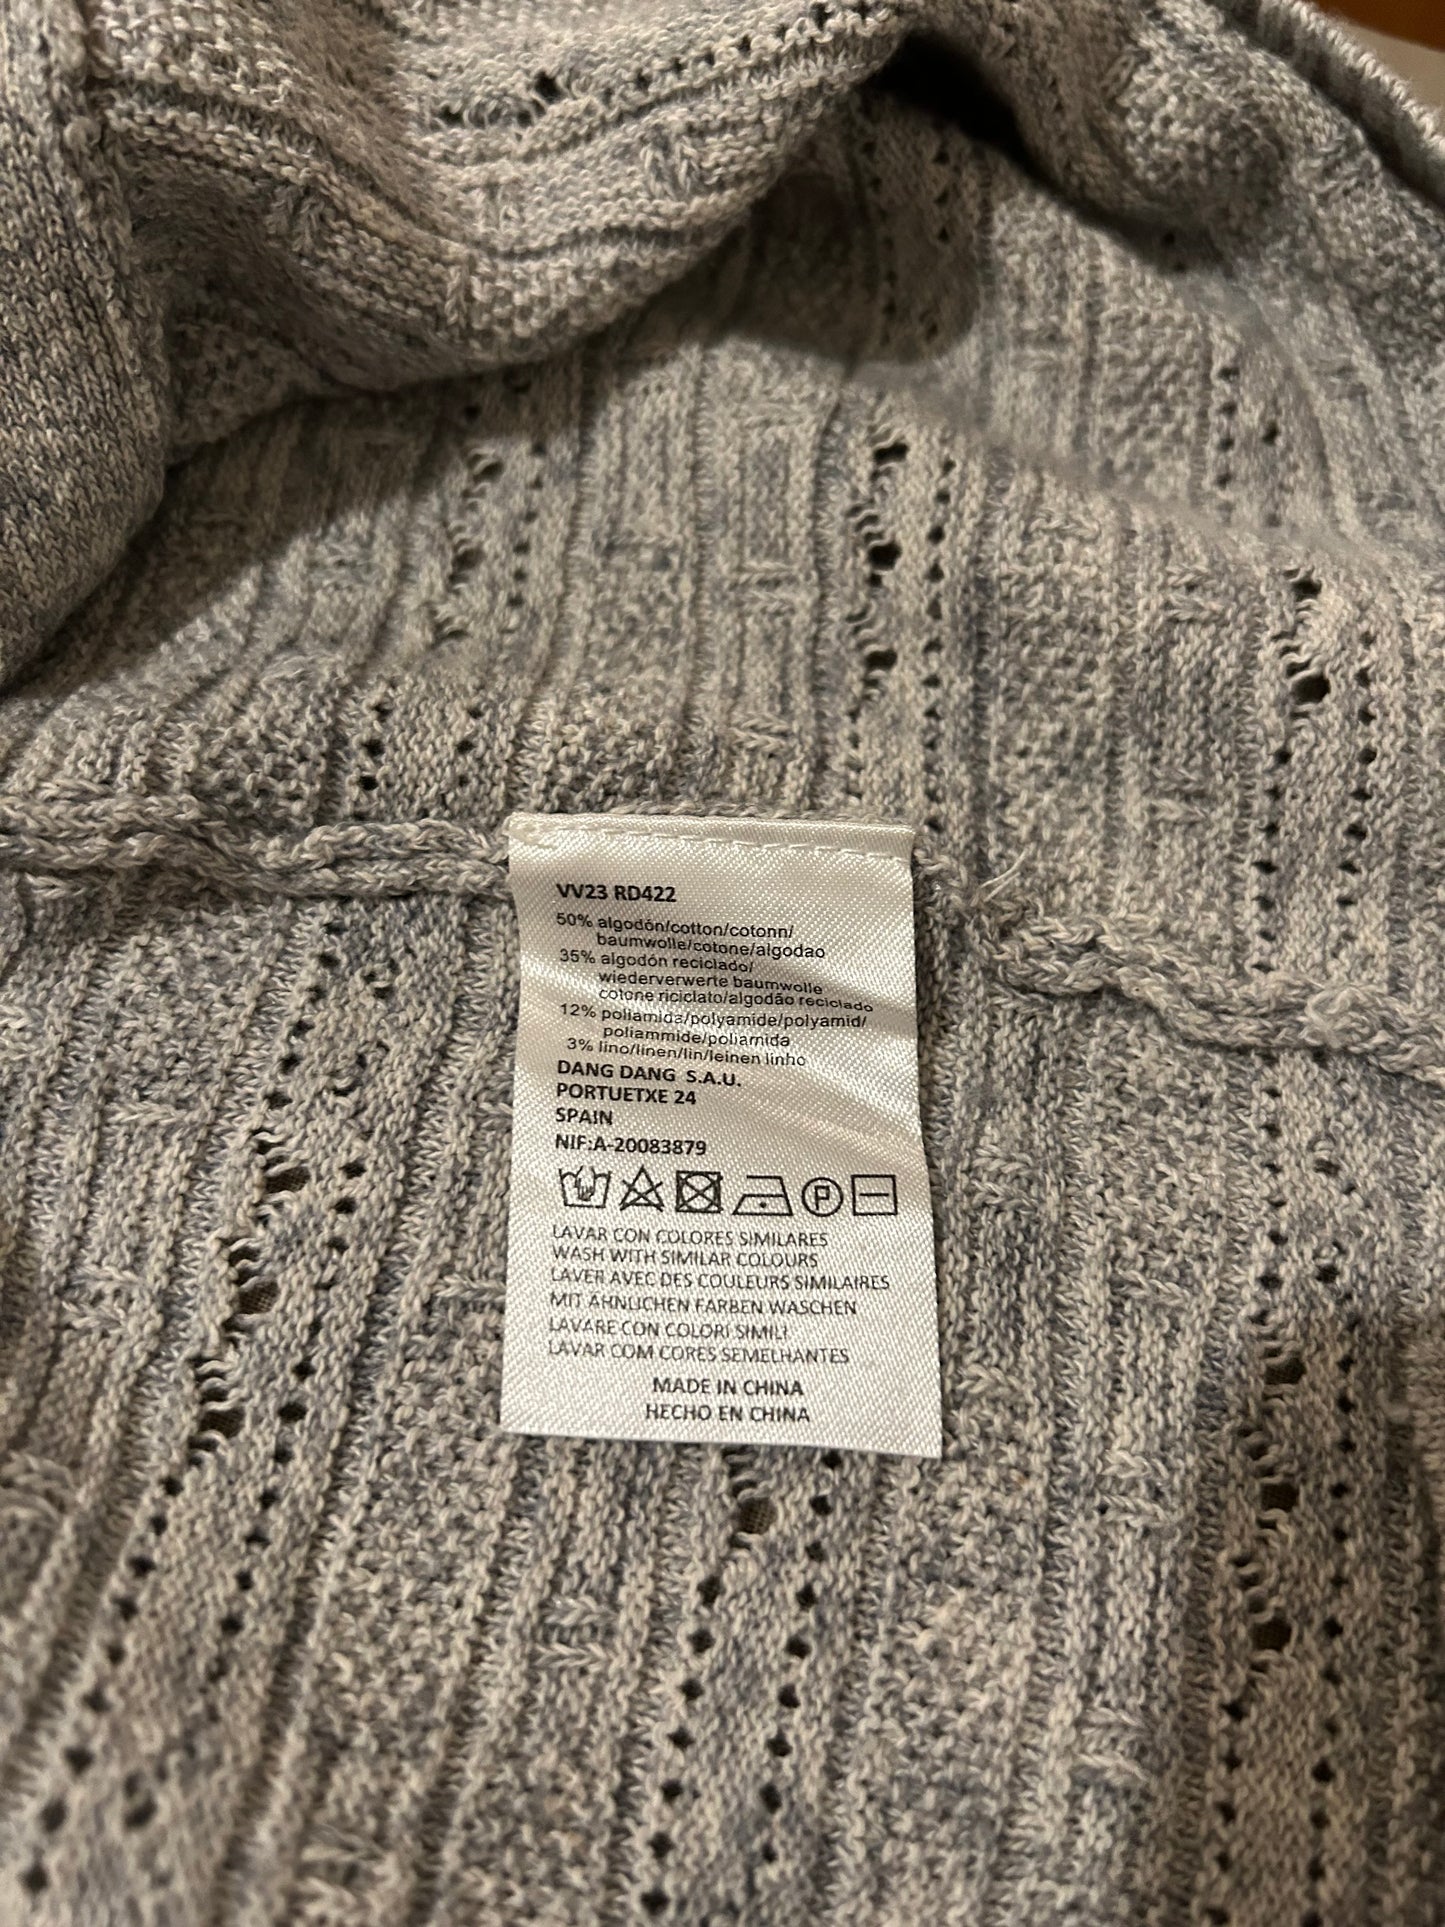 VV23 RD422
50% algodón/cotton/cotonn/
baumwolle/cotone/algodao
35% algodón reciclado/
wiederverwerte baumwolle
cotone riciclato/algodão reciclado
12% poliamida/polyamide/polyamid/
poliammide/poliamida
3% lino/linen/lin/leinen linho
DANG DANG S.A.U.
PORTUETXE 24
SPAIN
NIF:A-20083879
P
LAVAR CON COLORES SIMILARES
WASH WITH SIMILAR COLOURS
LAVER AVEC DES COULEURS SIMILAIRES
MIT ÄHNLICHEN FARBEN WASCHEN
LAVARE CON COLORI SIMILI
LAVAR COM CORES SEMELHANTES
MADE IN CHINA
HECHO EN CHINA